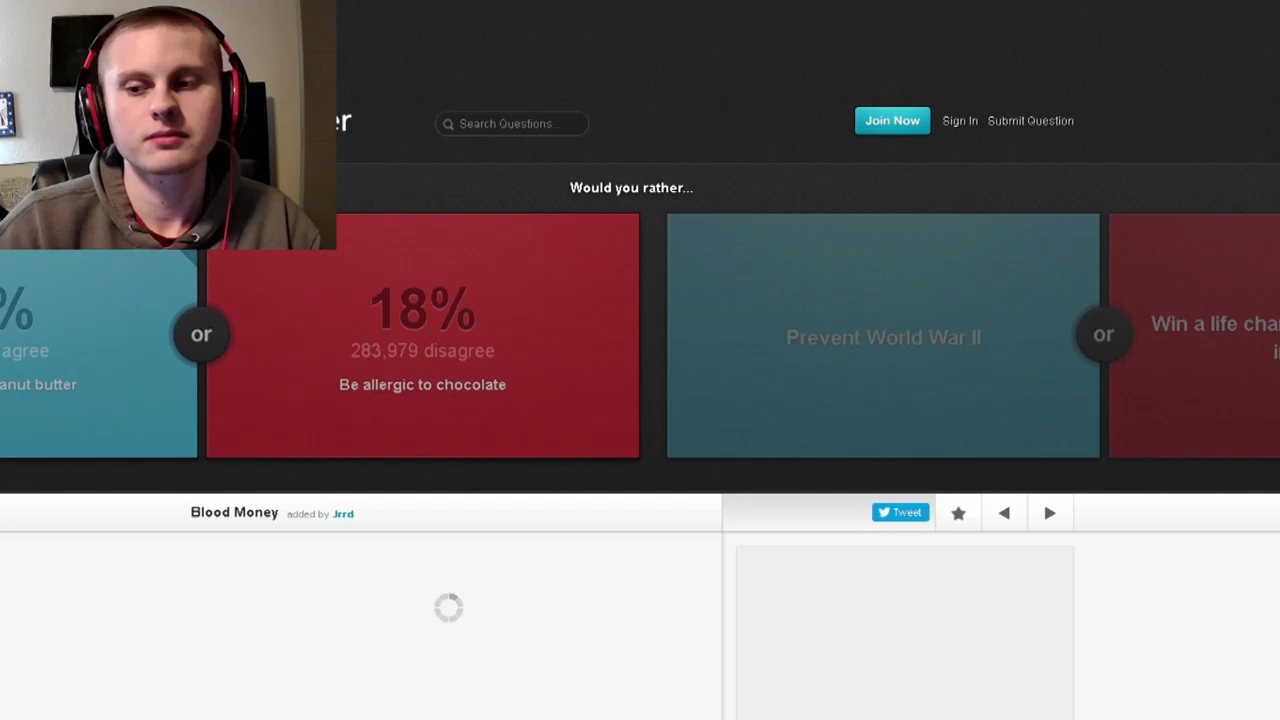 er
Search Questions...
Join Now
Sign In
Submit Question
Would you rather...
%
agree
anut butter
or
18%
283,979 disagree
Be allergic to chocolate
Prevent World War II
or
Win a life cha
i
Blood Money added by Jrrd
Tweet